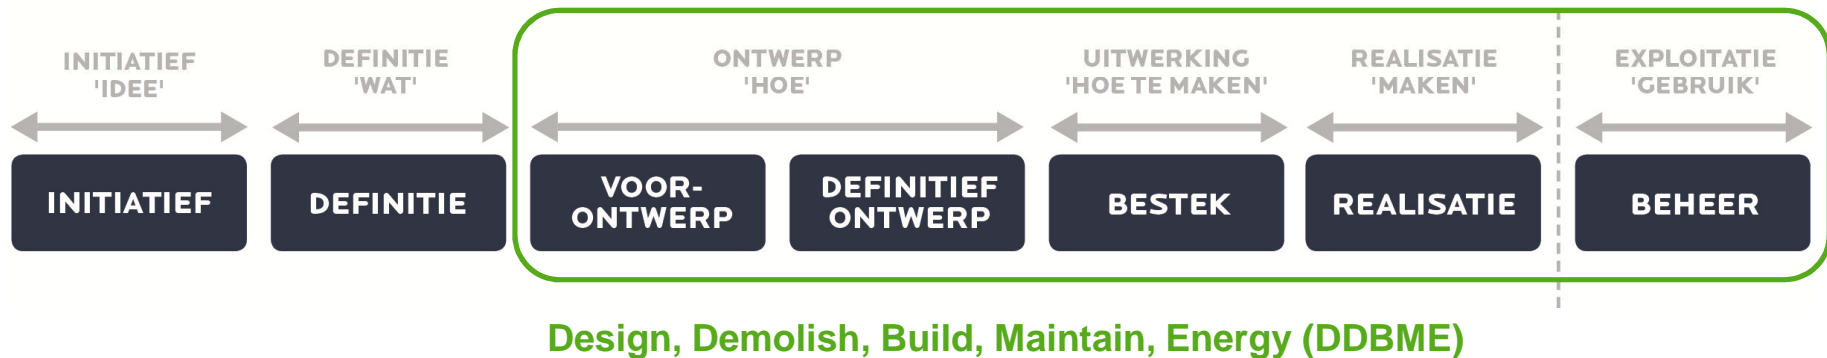 INITIATIEF
'IDEE'
DEFINITIE
'WAT'
ONTWERP
'HOE'
UITWERKING
'HOE TE MAKEN'
REALISATIE
'MAKEN'
EXPLOITATIE
'GEBRUIK'
INITIATIEF
DEFINITIE
VOOR-
ONTWERP
DEFINITIEF
ONTWERP
BESTEK
REALISATIE
BEHEER
Design, Demolish, Build, Maintain, Energy (DDBME)